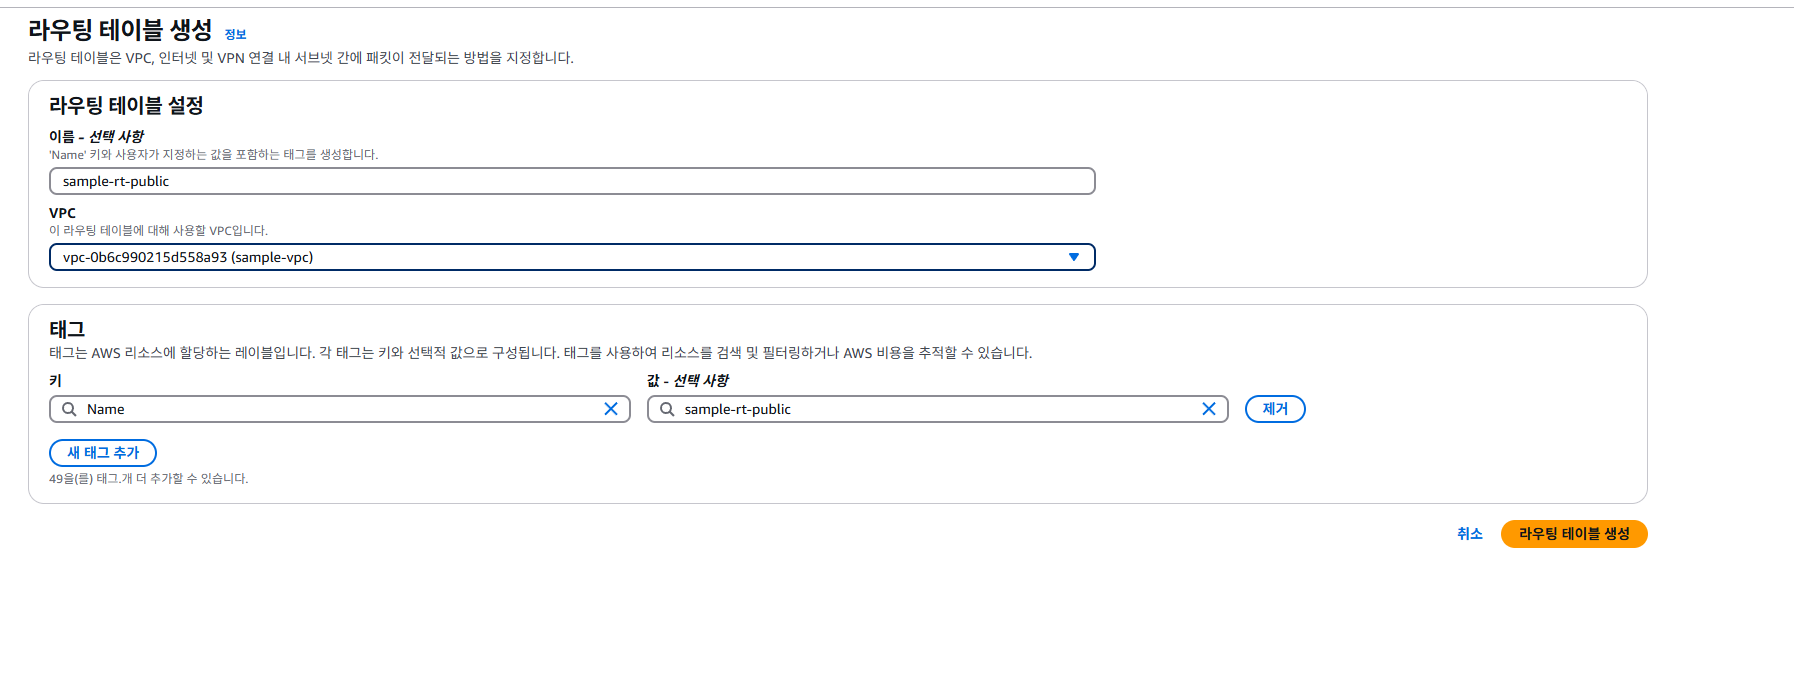 라우팅 테이블 생성 정보
라우팅 테이블은 VPC, 인터넷 및 VPN 연결 내 서브넷 간에 패킷이 전달되는 방법을 지정합니다.
라우팅 테이블 설정
이름 - 선택 사항
'Name' 키와 사용자가 지정하는 값을 포함하는 태그를 생성합니다.
sample-rt-public
VPC
이 라우팅 테이블에 대해 사용할 VPC입니다.
vpc-0b6c990215d558a93 (sample-vpc)
태그
태그는 AWS 리소스에 할당하는 레이블입니다. 각 태그는 키와 선택적 값으로 구성됩니다. 태그를 사용하여 리소스를 검색 및 필터링하거나 AWS 비용을 추적할 수 있습니다.
키 값 - 선택 사항
Name sample-rt-public 제거
새 태그 추가
49을(를) 태그.개 더 추가할 수 있습니다.
취소 라우팅 테이블 생성